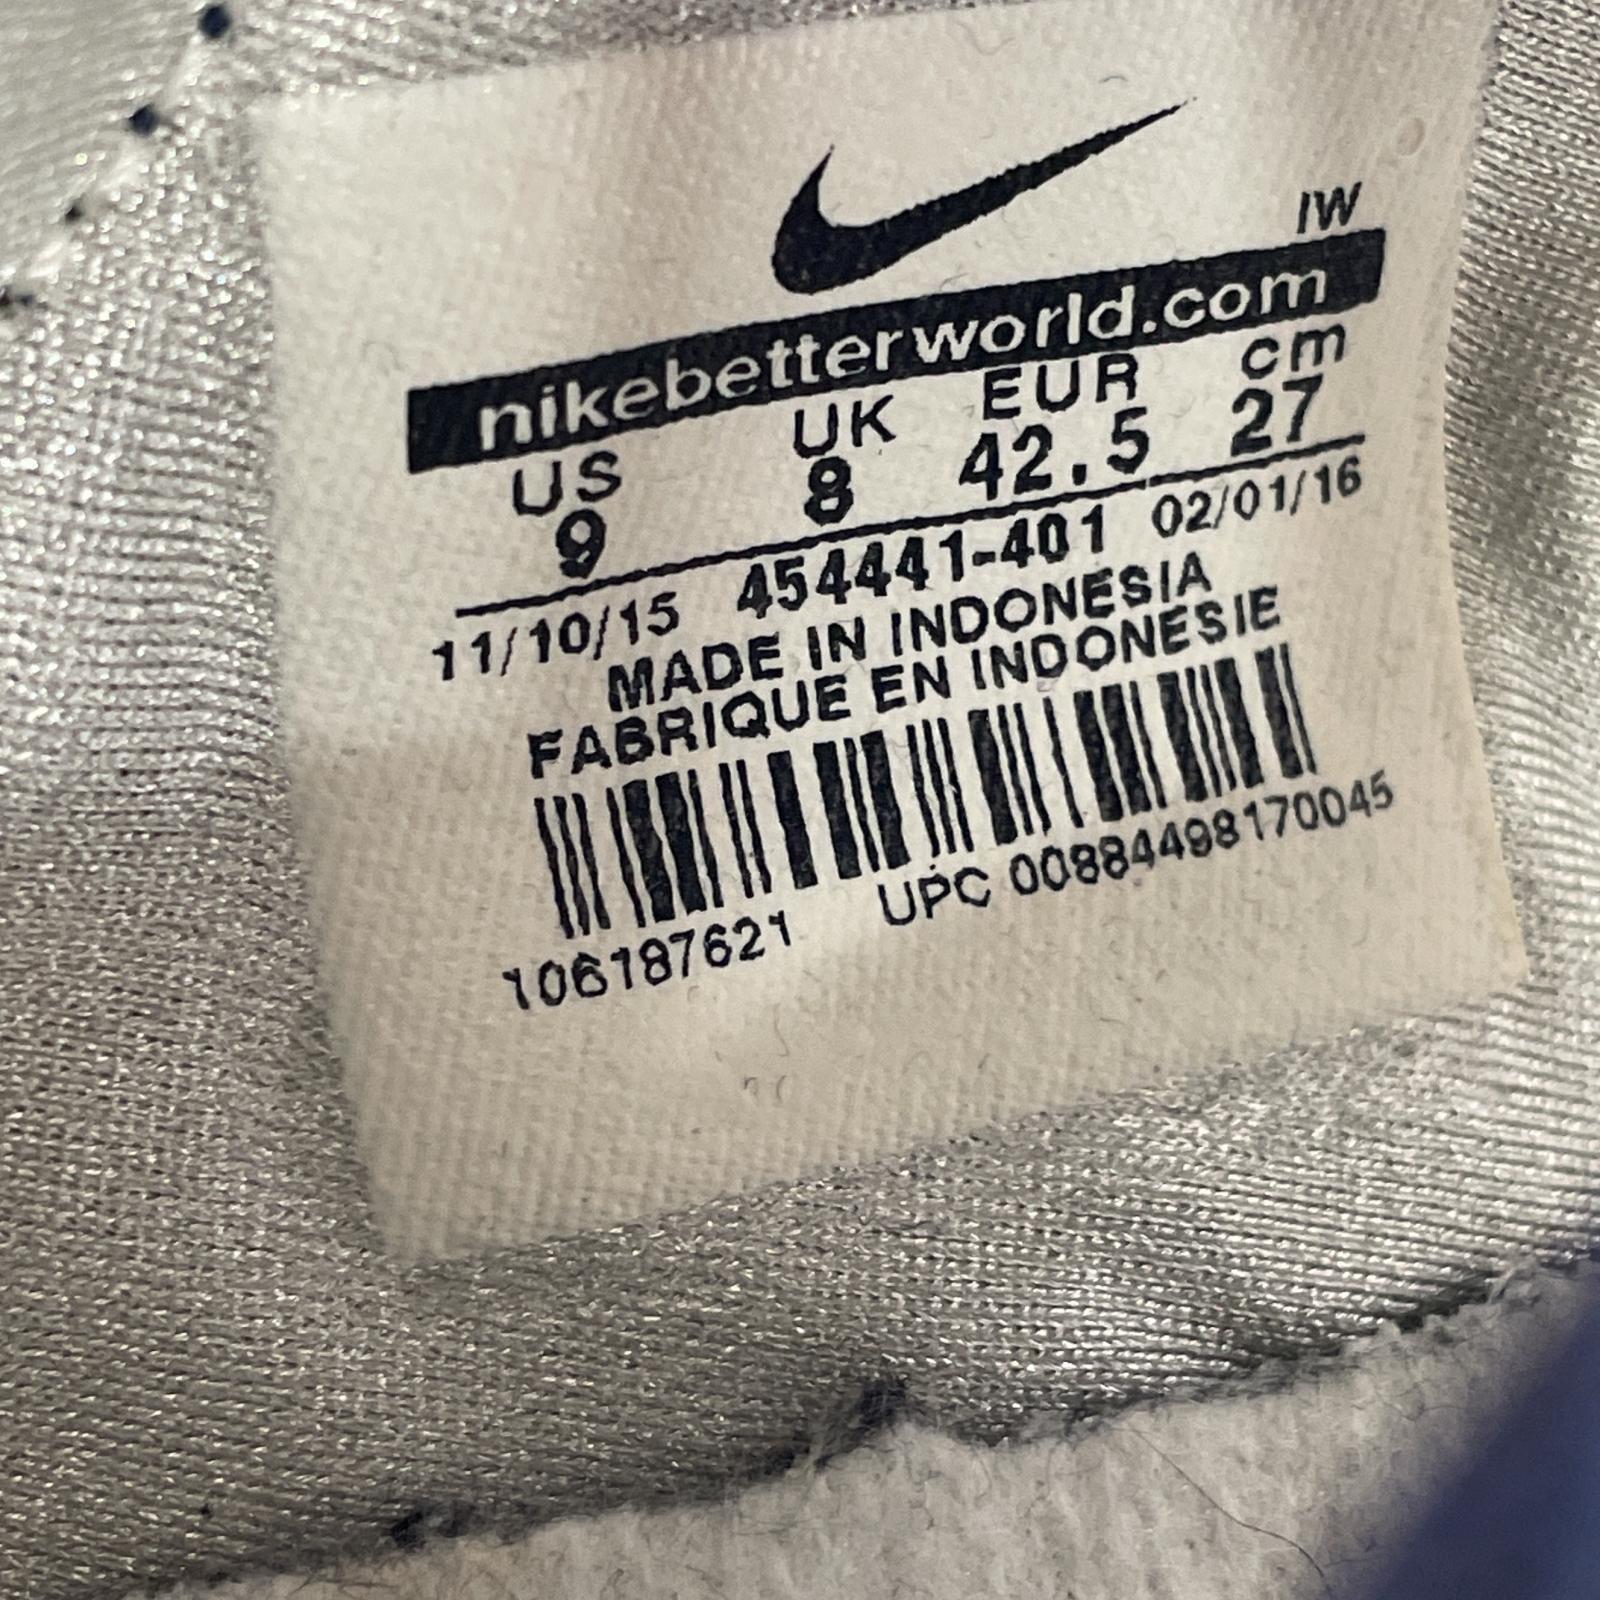 IW
nikebetterworld.com
US UK EUR cm
9 8 42.5 27
11/10/15 454441-401 02/01/16
MADE IN INDONESIA
FABRIQUE EN INDONESIE
106187621 UPC 00884498170045